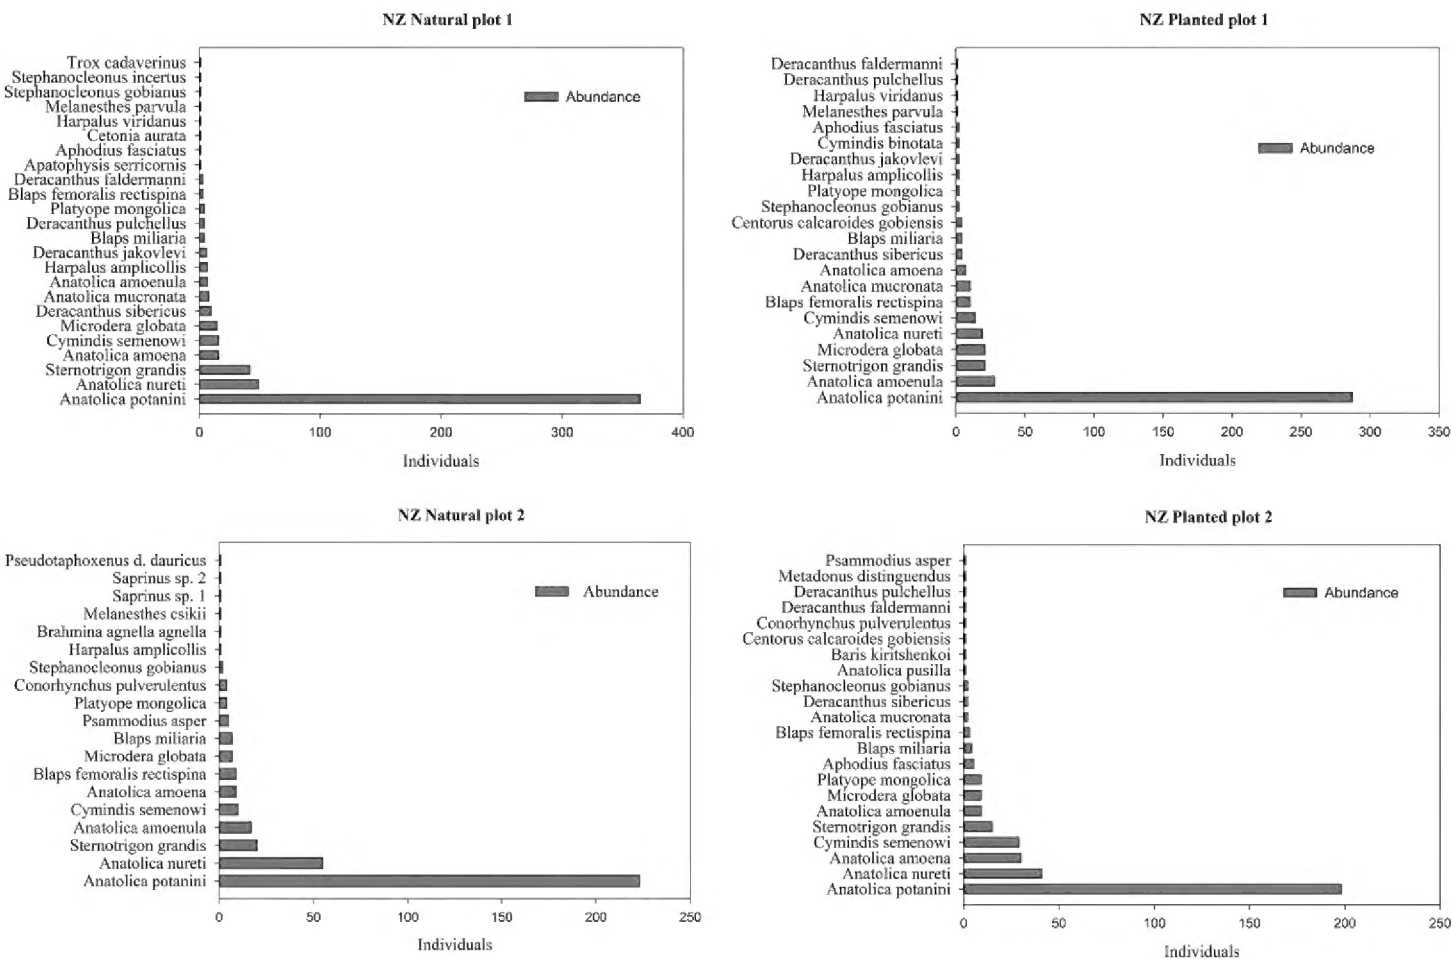 NZ Natural plot 1
Trox cadaverinus
Stephanocleonus incertus
Stephanocleonus gobianus
Melanesthes parvula
Harpalus viridanus
Cetonia aurata
Aphodius fasciatus
Apatophysis serricornis
Deracanthus faldermanni
Blaps femoralis rectispina
Platyope mongolica
Deracanthus pulchellus
Blaps miliaria
Deracanthus jakovlevi
Harpalus amplicollis
Anatolica amoenula
Anatolica mucronata
Deracanthus sibericus
Microdera globata
Cymindis semenowi
Anatolica amoena
Sternotrigon grandis
Anatolica nureti
Anatolica potanini
Abundance
0 100 200 300 400
Individuals
NZ Planted plot 1
Deracanthus faldermanni
Deracanthus pulchellus
Harpalus viridanus
Melanesthes parvula
Aphodius fasciatus
Cymindis binotata
Deracanthus jakovlevi
Harpalus amplicollis
Platyope mongolica
Stephanocleonus gobianus
Centorus calcaroides gobiensis
Blaps miliaria
Deracanthus sibericus
Anatolica amoena
Anatolica mucronata
Blaps femoralis rectispina
Cymindis semenowi
Anatolica nureti
Microdera globata
Sternotrigon grandis
Anatolica amoenula
Anatolica potanini
Abundance
0 50 100 150 200 250 300 350
Individuals
NZ Natural plot 2
Pseudotaphoxenus d. dauricus
Saprinus sp. 2
Saprinus sp. 1
Melanesthes csikii
Brahmina agnella agnella
Harpalus amplicollis
Stephanocleonus gobianus
Conorhynchus pulverulentus
Platyope mongolica
Psammodius asper
Blaps miliaria
Microdera globata
Blaps femoralis rectispina
Anatolica amoena
Cymindis semenowi
Anatolica amoenula
Sternotrigon grandis
Anatolica nureti
Anatolica potanini
Abundance
0 50 100 150 200 250
Individuals
NZ Planted plot 2
Psammodius asper
Metadonus distinguendus
Deracanthus pulchellus
Deracanthus faldermanni
Conorhynchus pulverulentus
Centorus calcaroides gobiensis
Baris kiritshenkoi
Anatolica pusilla
Stephanocleonus gobianus
Deracanthus sibericus
Anatolica mucronata
Blaps femoralis rectispina
Blaps miliaria
Aphodius fasciatus
Platyope mongolica
Microdera globata
Anatolica amoenula
Sternotrigon grandis
Cymindis semenowi
Anatolica amoena
Anatolica nureti
Anatolica potanini
Abundance
0 50 100 150 200 250
Individuals